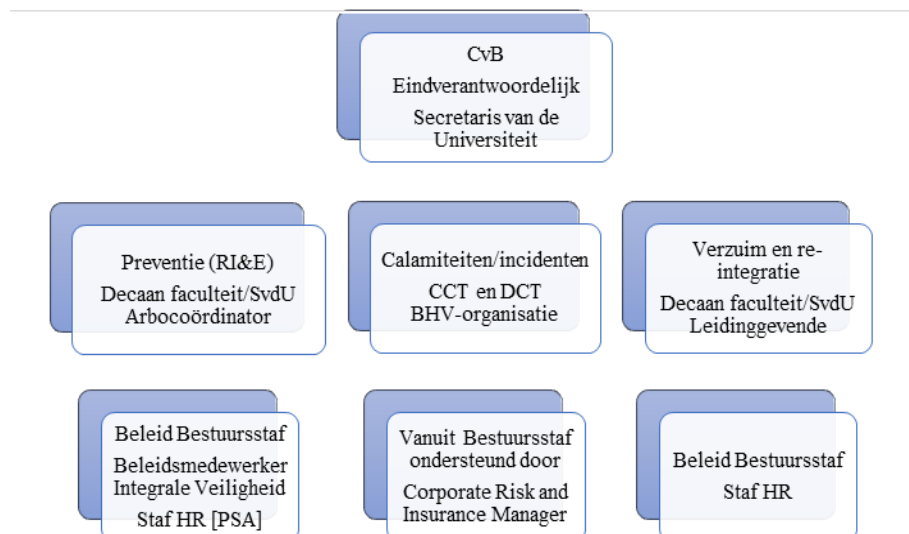 CvB
Eindverantwoordelijk
Secretaris van de
Universiteit
Preventie (RI&E)
Decaan faculteit/SvdU
Arbocoördinator
Calamiteiten/incidenten
CCT en DCT
BHV-organisatie
Verzuim en re-
integratie
Decaan faculteit/SvdU
Leidinggevende
Beleid Bestuursstaf
Beleidsmedewerker
Integrale Veiligheid
Staf HR [PSA]
Vanuit Bestuursstaf
ondersteund door
Corporate Risk and
Insurance Manager
Beleid Bestuursstaf
Staf HR